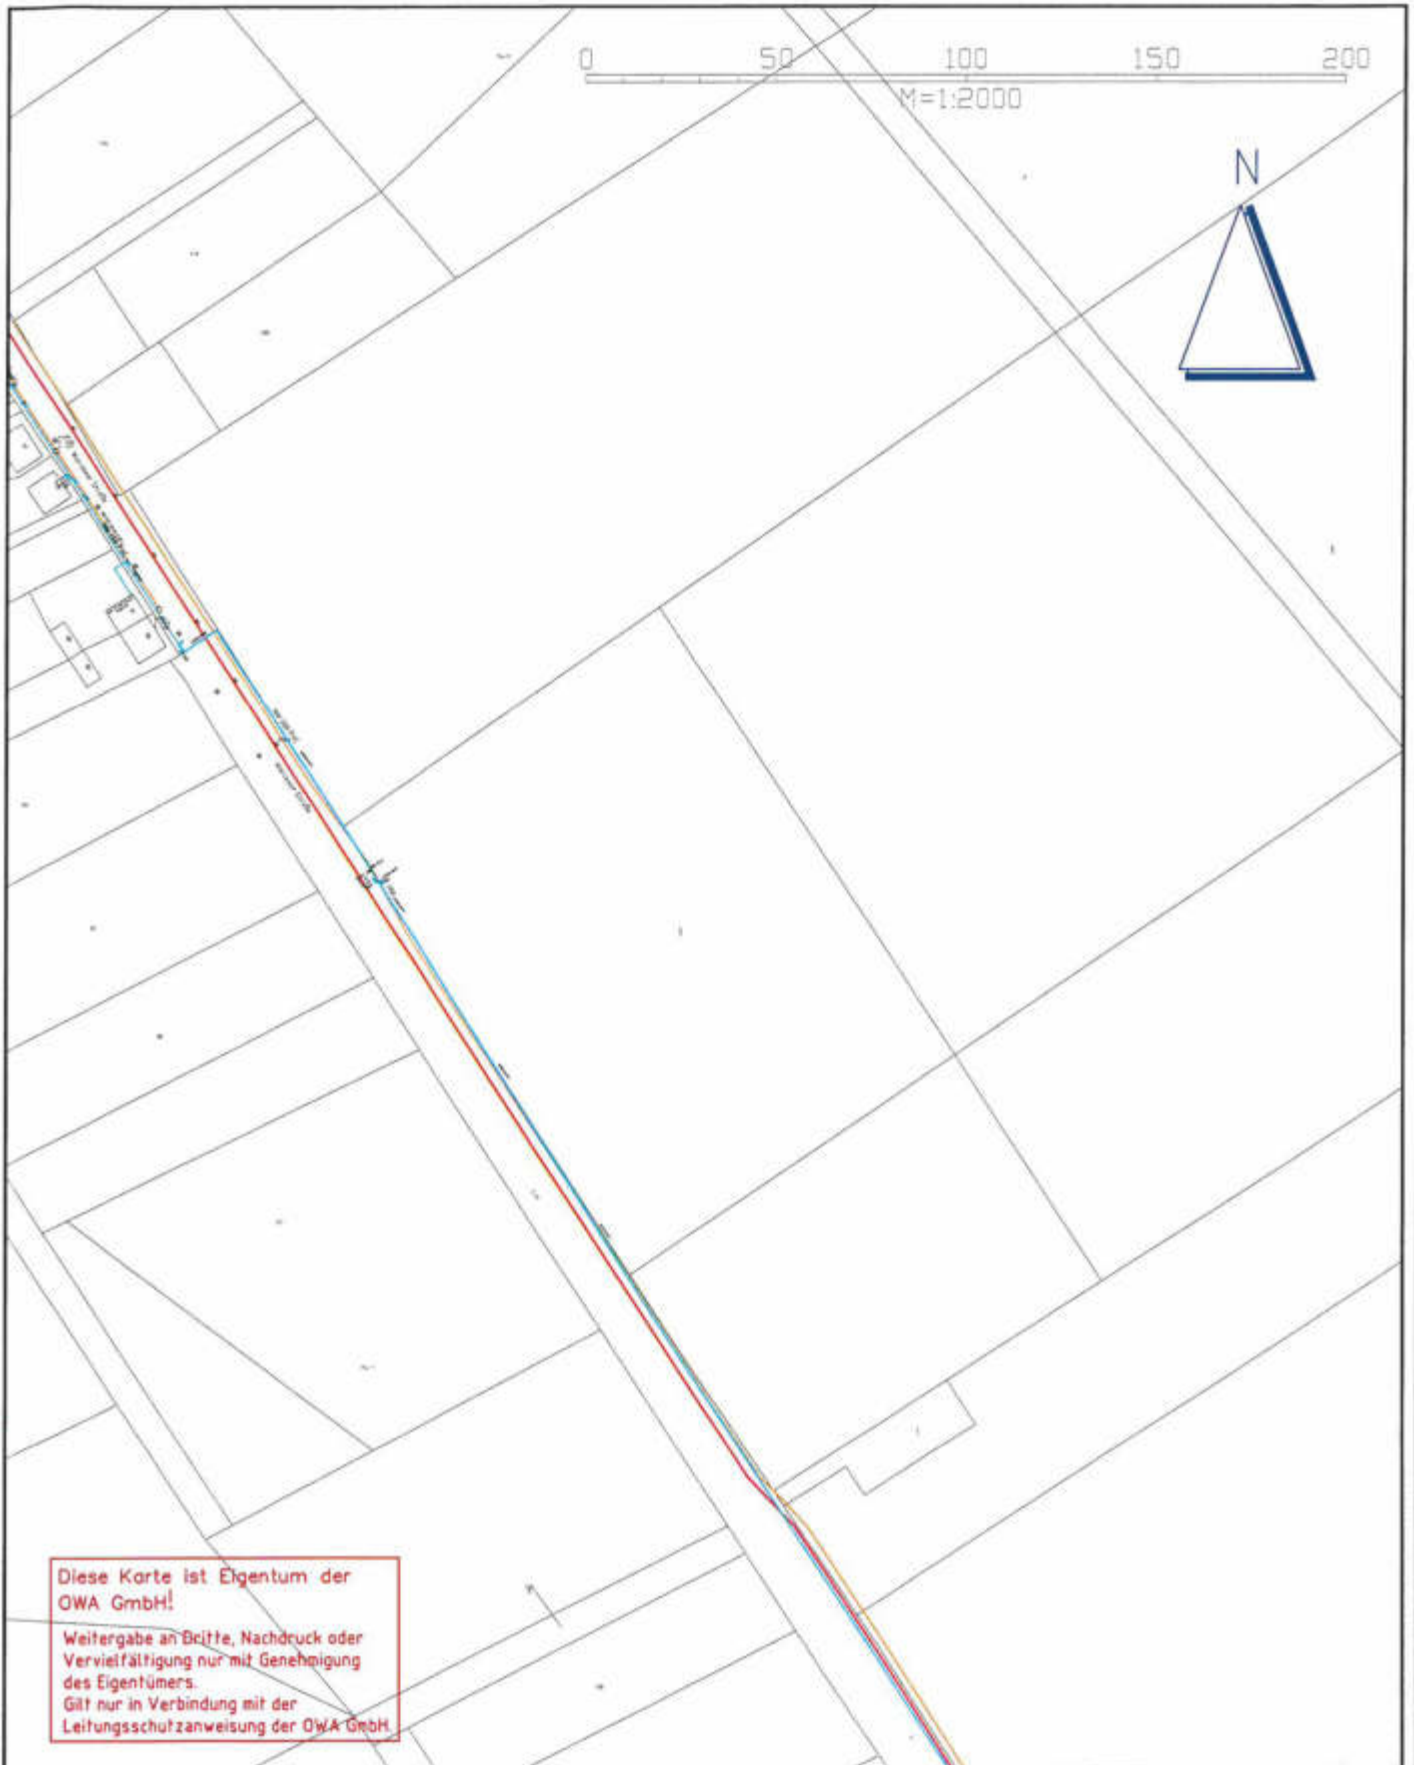 0 50 100 150 200
M=1:2000
N
Diese Karte ist Eigentum der
OWA GmbH!
Weitergabe an Dritte, Nachdruck oder
Vervielfältigung nur mit Genehmigung
des Eigentümers.
Gilt nur in Verbindung mit der
Leitungsschutzanweisung der OWA GmbH.